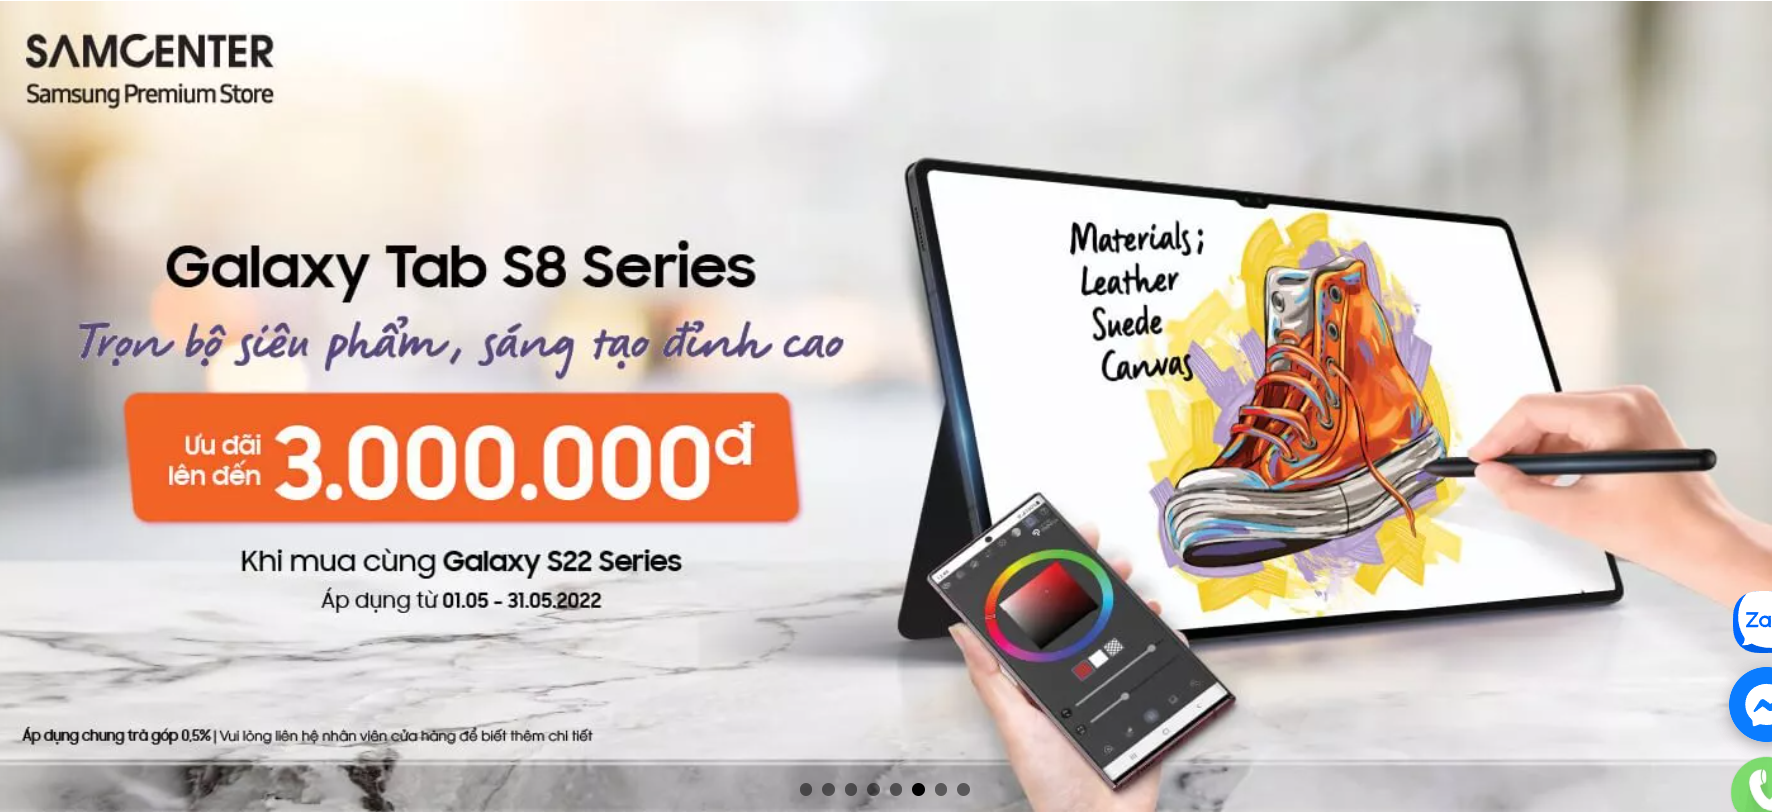 SAMCENTER
Samsung Premium Store
Galaxy Tab S8 Series
Trọn bộ siêu phẩm, sáng tạo đỉnh cao
Ưu đãi
lên đến
3.000.000đ
Khi mua cùng Galaxy S22 Series
Áp dụng từ 01.05 - 31.05.2022
Áp dụng chung trả góp 0,5% | Vui lòng liên hệ nhân viên cửa hàng để biết thêm chi tiết
Materials;
Leather
Suede
Canvas
Za